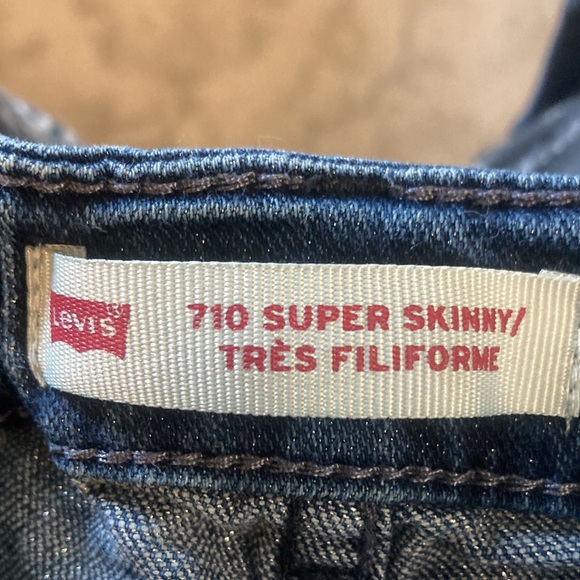 Levi's
710 SUPER SKINNY/
TRÈS FILIFORME